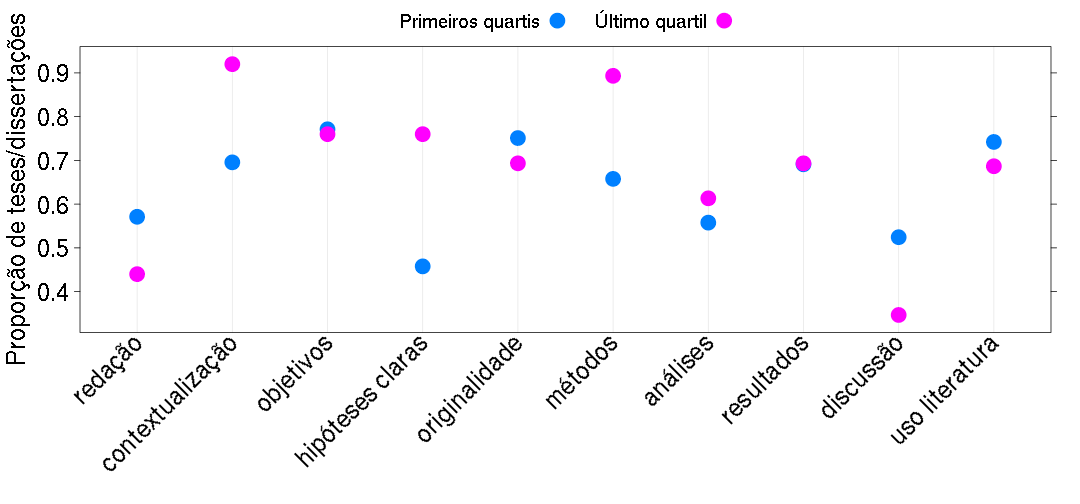 Primeiros quartis Último quartil
Proporção de teses/dissertações
0.9
0.8
0.7
0.6
0.5
0.4
redação
contextualização
objetivos
hipóteses claras
originalidade
métodos
análises
resultados
discussão
uso literatura